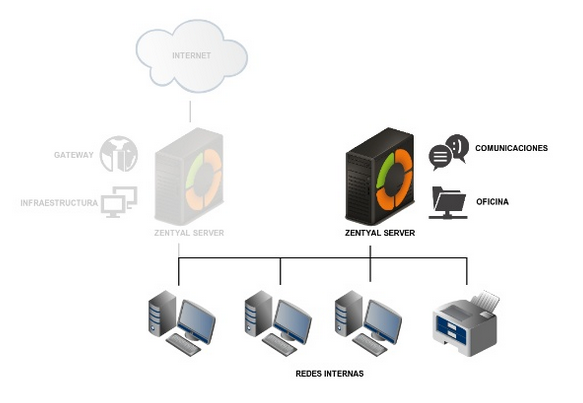 INTERNET
GATEWAY
INFRAESTRUCTURA
ZENTYAL SERVER
COMUNICACIONES
OFICINA
ZENTYAL SERVER
REDES INTERNAS